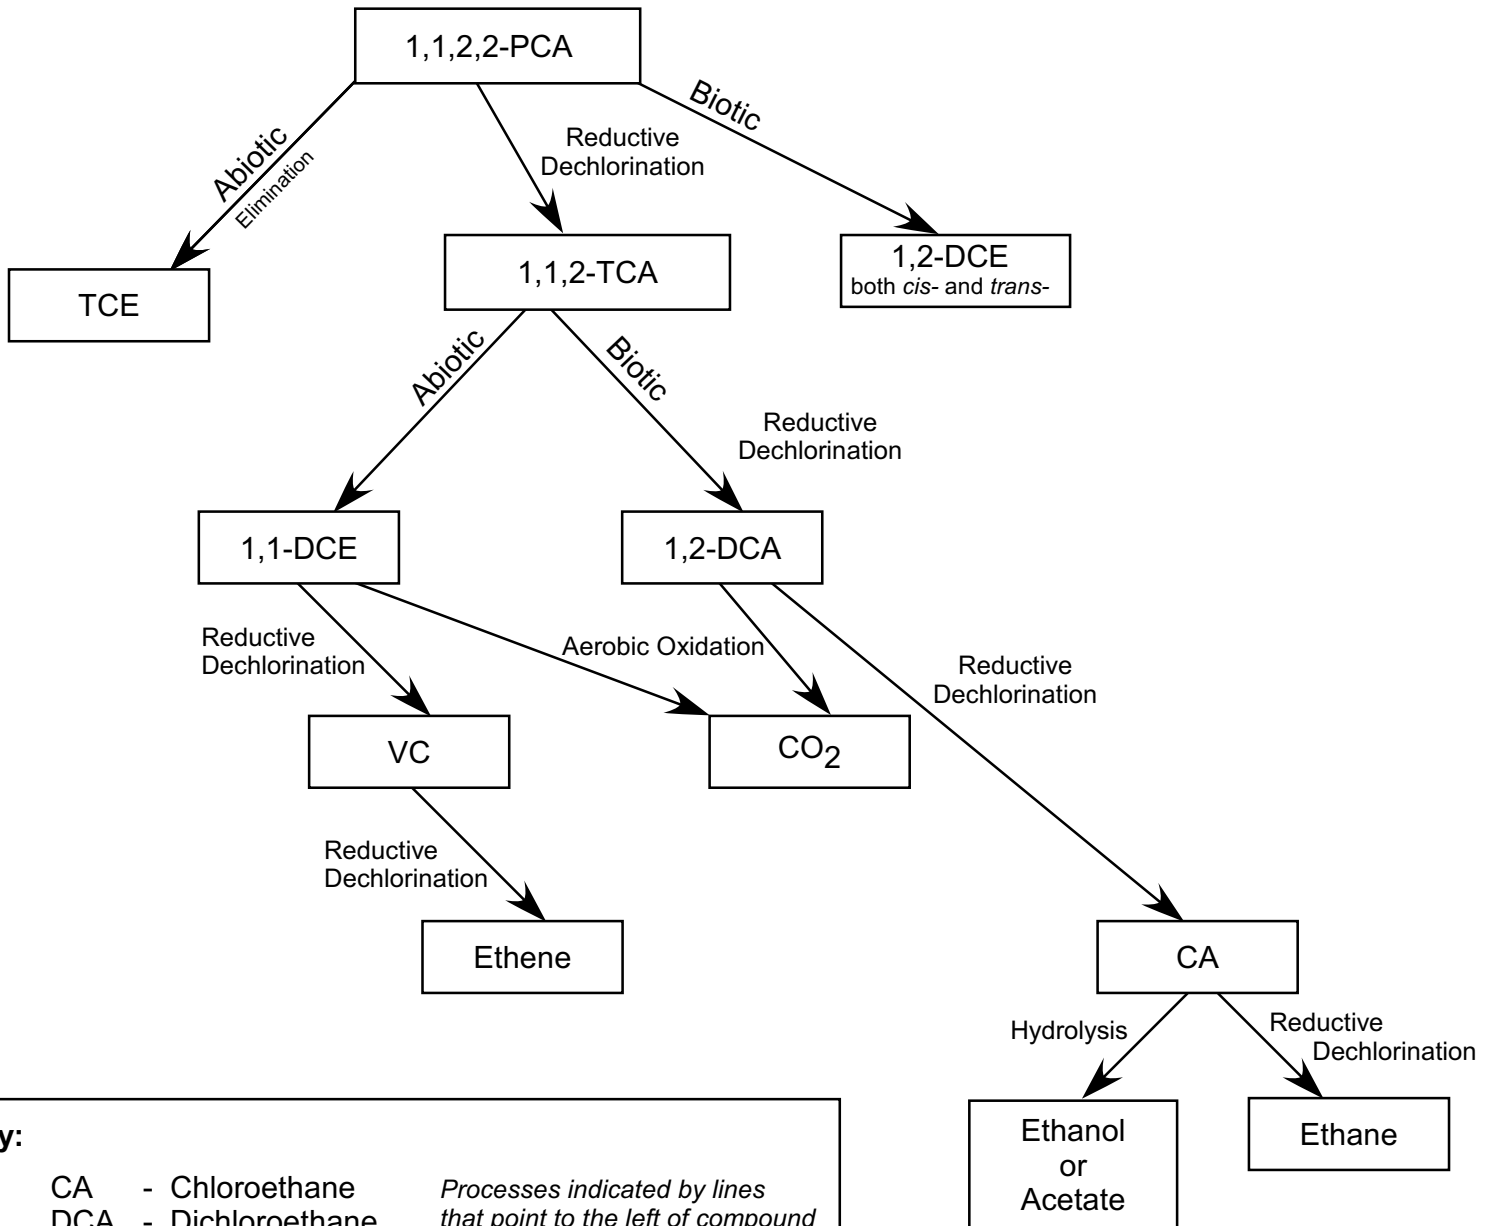 1,1,2,2-PCA
Abiotic
Elimination
Reductive
Dechlorination
Biotic
TCE
1,1,2-TCA
1,2-DCE
both cis- and trans-
Abiotic
Biotic
Reductive
Dechlorination
1,1-DCE
1,2-DCA
Reductive
Dechlorination
Aerobic Oxidation
Reductive
Dechlorination
VC
CO2
Reductive
Dechlorination
Ethene
CA
Hydrolysis
Reductive
Dechlorination
Ethanol
or
Acetate
Ethane
y:
CA - Chloroethane
DCA - Dichloroethane
Processes indicated by lines
that point to the left of compound